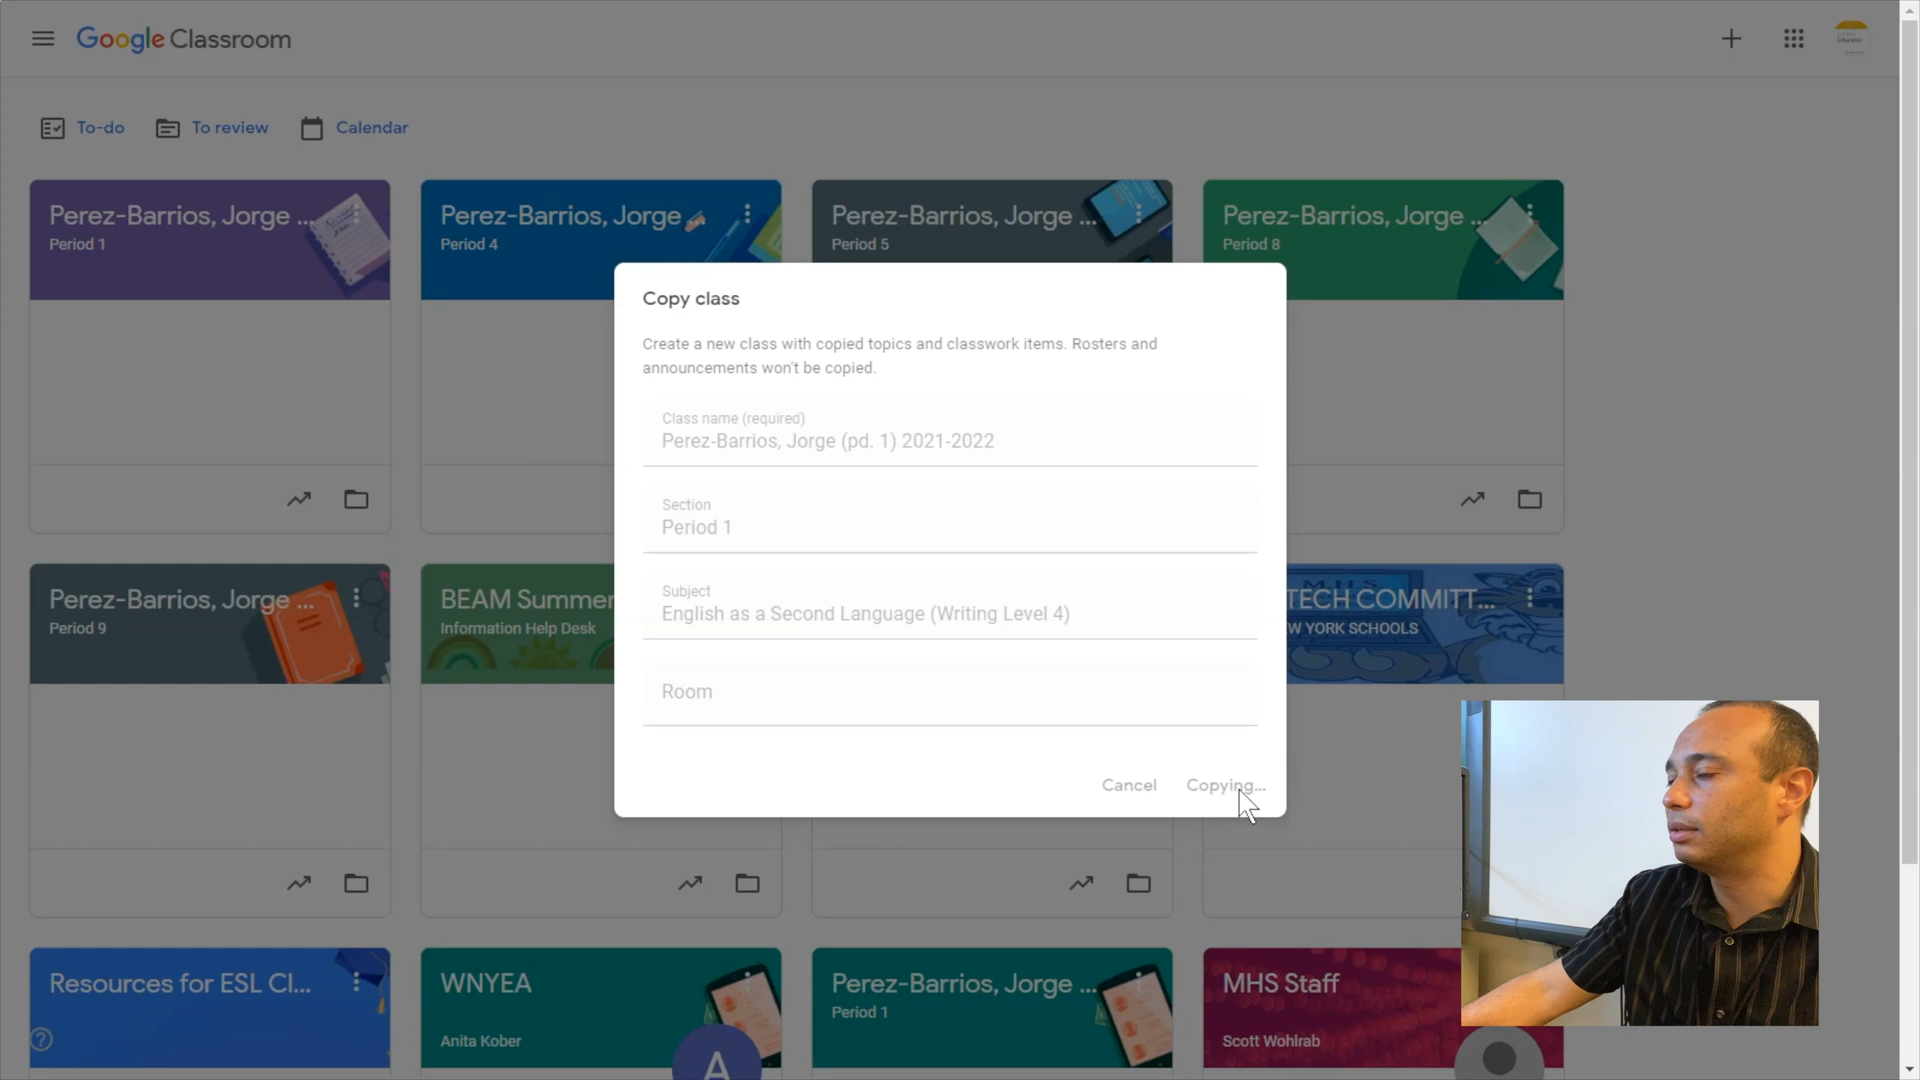 Google Classroom
To-do
To review
Calendar
Perez-Barrios, Jorge ...
Period 1
Perez-Barrios, Jorge
Period 4
Perez-Barrios, Jorge ...
Period 5
Perez-Barrios, Jorge ...
Period 8
Copy class
Create a new class with copied topics and classwork items. Rosters and
announcements won't be copied.
Class name (required)
Perez-Barrios, Jorge (pd. 1) 2021-2022
Section
Period 1
Subject
English as a Second Language (Writing Level 4)
Room
Cancel
Copying...
Perez-Barrios, Jorge ...
Period 9
BEAM Summer
Information Help Desk
TECH COMMITT...
W YORK SCHOOLS
M.H.S
Resources for ESL Cl...
WNYEA
Anita Kober
A
Perez-Barrios, Jorge ...
Period 1
MHS Staff
Scott Wohlrab